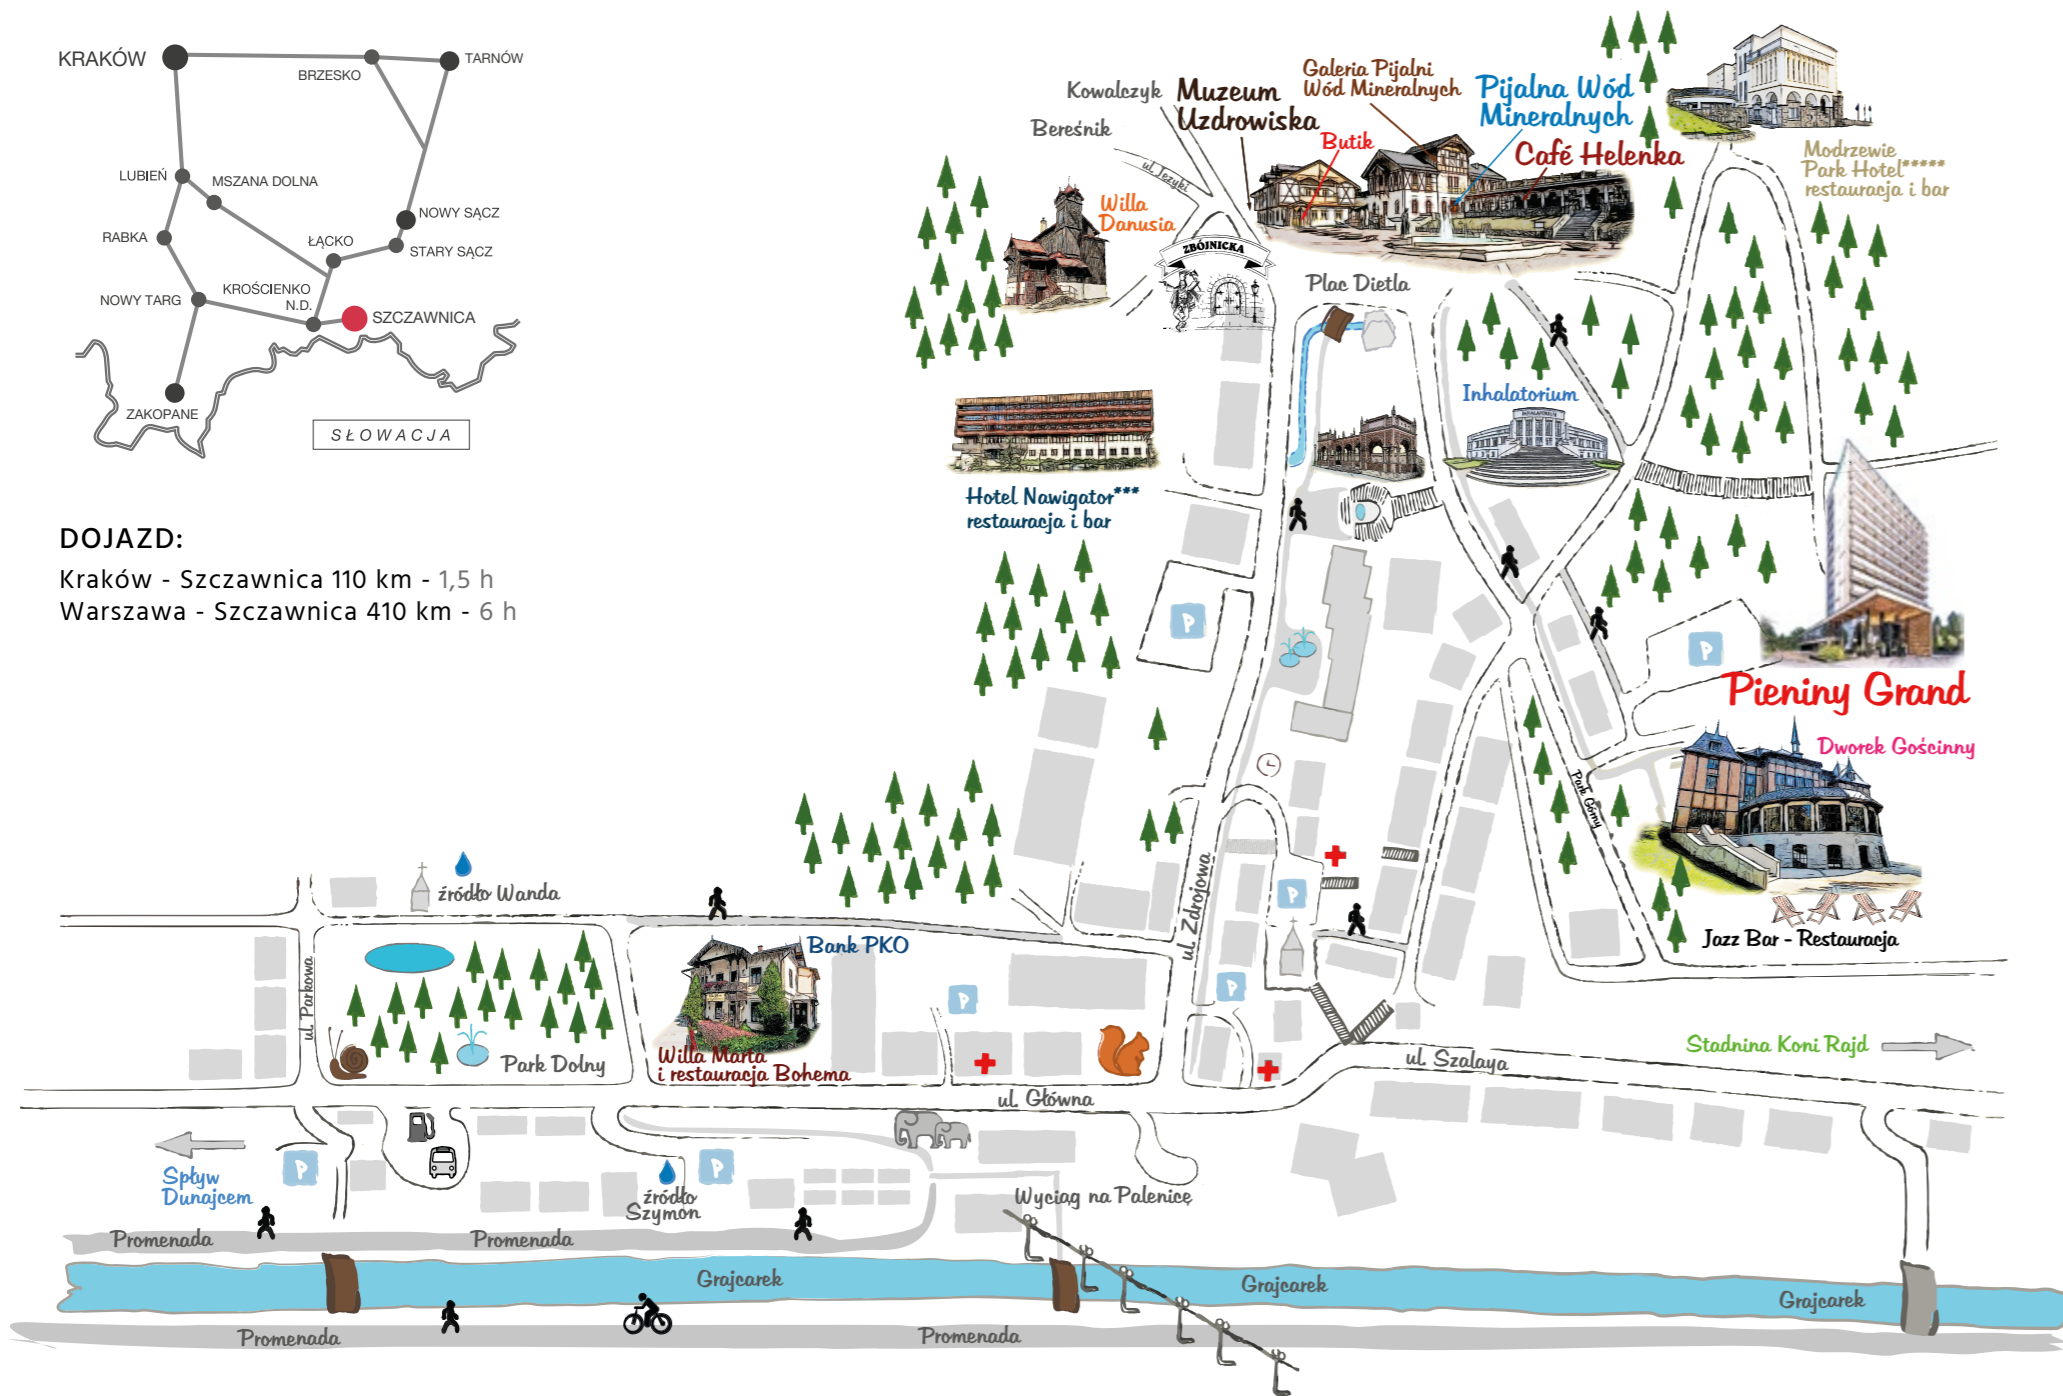 KRAKÓW
BRZESKO
TARNÓW
LUBIEŃ
MSZANA DOLNA
NOWY SĄCZ
RABKA
ŁĄCKO
STARY SĄCZ
NOWY TARG
KROŚCIENKO
N.D.
SZCZAWNICA
ZAKOPANE
SŁOWACJA
DOJAZD:
Kraków - Szczawnica 110 km - 1,5 h
Warszawa - Szczawnica 410 km - 6 h
Kowalczyk
Bereśnik
ul. Języki
Muzeum
Uzdrowiska
Galeria Pijalni
Wód Mineralnych
Butik
Pijalna Wód
Mineralnych
Café Helenka
Modrzewie
Park Hotel*****
restauracja i bar
Willa
Danusia
ZBÓJNICKA
Plac Dietla
Inhalatorium
INHALATORIUM
Hotel Nawigator***
restauracja i bar
P
P
Pieniny Grand
Dworek Gościnny
Park Górny
Jazz Bar - Restauracja
źródło Wanda
ul. Zdrojowa
P
Bank PKO
ul. Parkowa
P
P
Park Dolny
Willa Marta
i restauracja Bohema
ul. Główna
ul. Szalaya
Stadnina Koni Rajd
Spływ
Dunajcem
P
P
źródło
Szymon
Wyciąg na Palenicę
Promenada
Promenada
Grajcarek
Grajcarek
Grajcarek
Promenada
Promenada